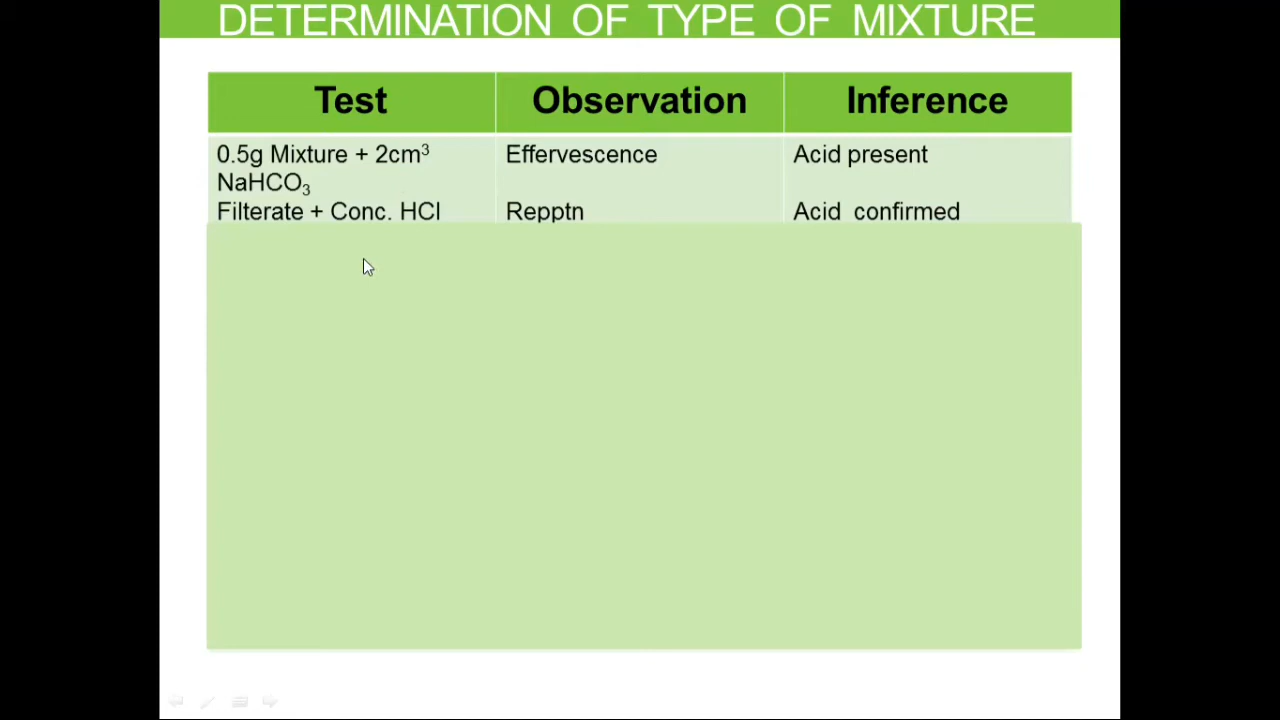 DETERMINATION OF TYPE OF MIXTURE
Test Observation Inference
0.5g Mixture + 2cm³ Effervescence Acid present
NaHCO₃
Filterate + Conc. HCl Repptn Acid confirmed